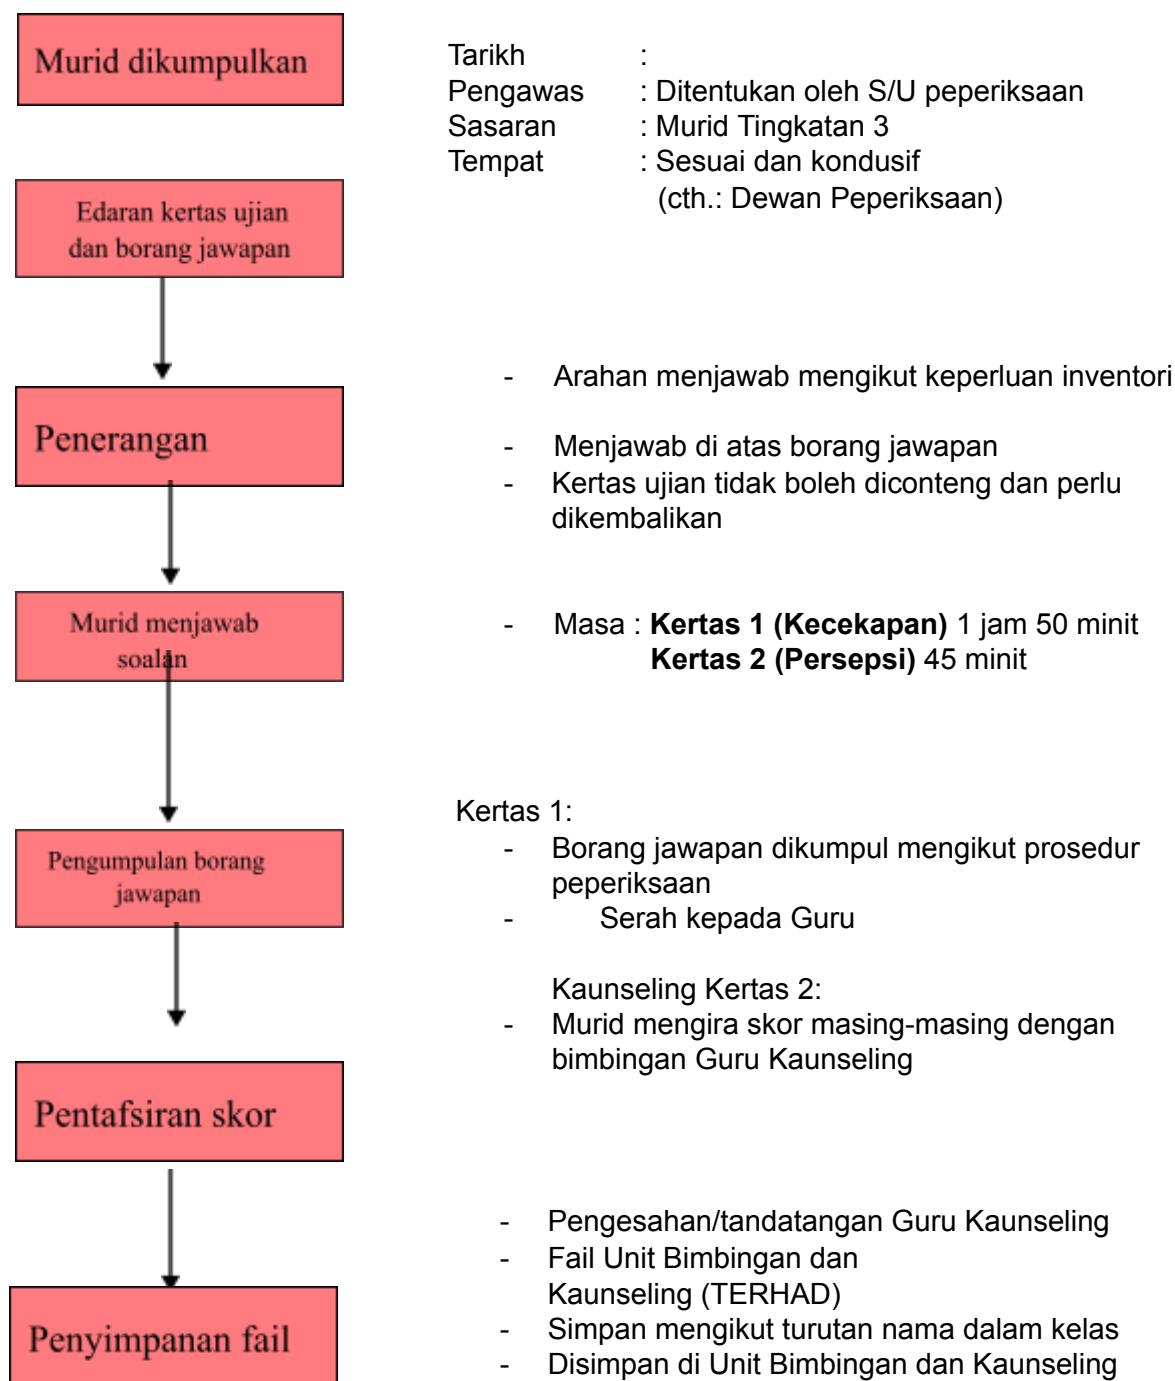 Murid dikumpulkan
Tarikh :
Pengawas : Ditentukan oleh S/U peperiksaan
Sasaran : Murid Tingkatan 3
Tempat : Sesuai dan kondusif
(cth.: Dewan Peperiksaan)
Edaran kertas ujian
dan borang jawapan
Penerangan
- Arahan menjawab mengikut keperluan inventori
- Menjawab di atas borang jawapan
- Kertas ujian tidak boleh diconteng dan perlu
dikembalikan
Murid menjawab
soalan
- Masa : Kertas 1 (Kecekapan) 1 jam 50 minit
Kertas 2 (Persepsi) 45 minit
Pengumpulan borang
jawapan
Kertas 1:
- Borang jawapan dikumpul mengikut prosedur
peperiksaan
- Serah kepada Guru
Kaunseling Kertas 2:
- Murid mengira skor masing-masing dengan
bimbingan Guru Kaunseling
Pentafsiran skor
Penyimpanan fail
- Pengesahan/tandatangan Guru Kaunseling
- Fail Unit Bimbingan dan
Kaunseling (TERHAD)
- Simpan mengikut turutan nama dalam kelas
- Disimpan di Unit Bimbingan dan Kaunseling